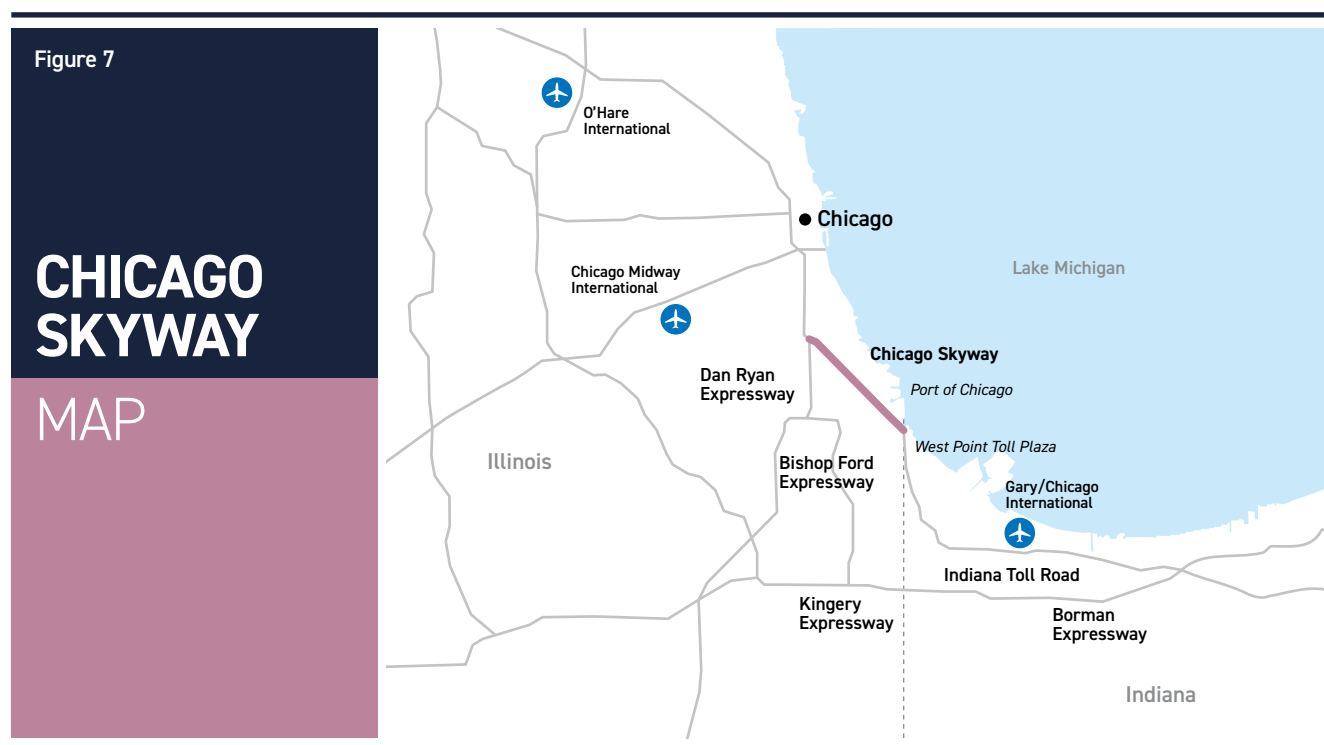 Figure 7
CHICAGO
SKYWAY
MAP
O'Hare
International
Chicago
Lake Michigan
Chicago Midway
International
Chicago Skyway
Dan Ryan
Expressway
Port of Chicago
West Point Toll Plaza
Illinois
Bishop Ford
Expressway
Gary/Chicago
International
Indiana Toll Road
Kingery
Expressway
Borman
Expressway
Indiana